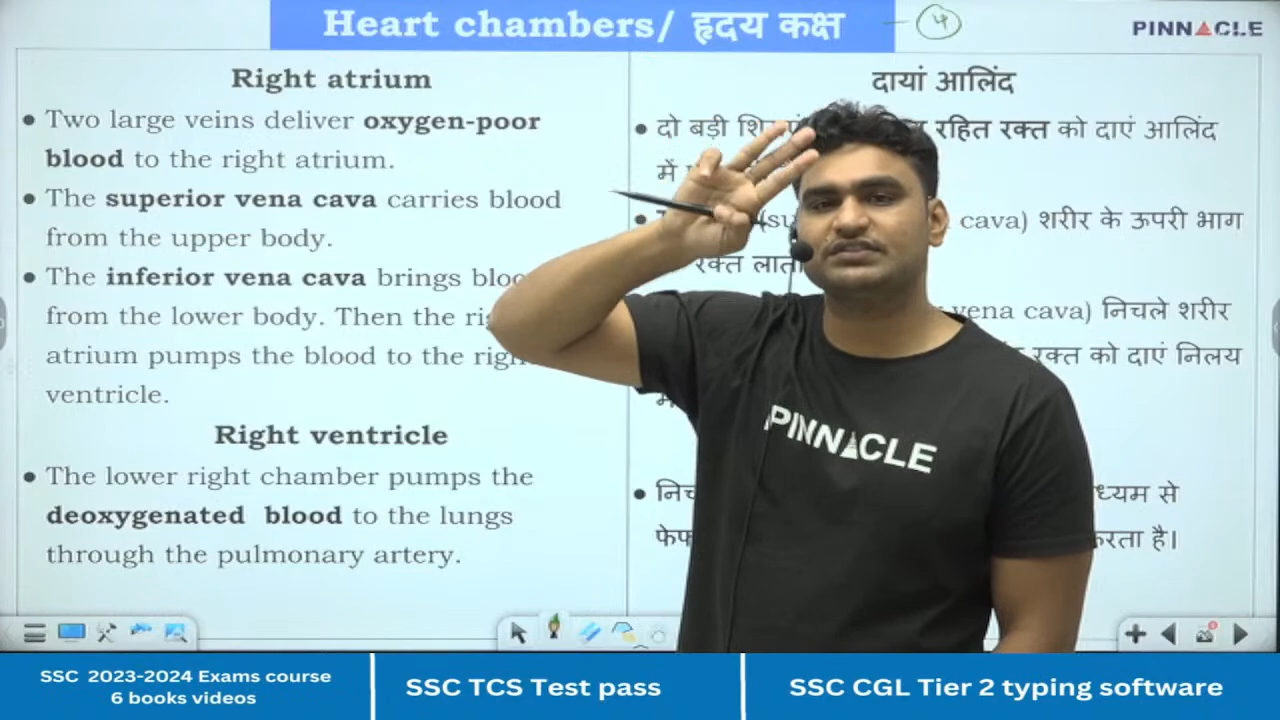 Heart chambers/ हृदय कक्ष
४
PINNACLE
Right atrium
Two large veins deliver oxygen-poor
blood to the right atrium.
The superior vena cava carries blood
from the upper body.
The inferior vena cava brings
from the lower body. Then the
atrium pumps the blood to the
ventricle.
Right ventricle
The lower right chamber pumps the
deoxygenated blood to the lungs
through the pulmonary artery.
दायां आलिंद
दो बड़ी रहित रक्त को दाएं आलिंद
में
cava) शरीर के ऊपरी भाग
रक्त
vena cava) निचले शरीर
रक्त को दाएं निलय
से
करता है।
PINNACLE
SSC 2023-2024 Exams course
6 books videos
SSC TCS Test pass
SSC CGL Tier 2 typing software